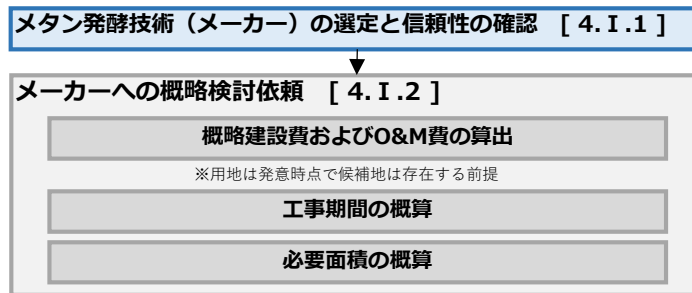 メタン発酵技術（メーカー）の選定と信頼性の確認　[ 4.Ⅰ.1 ]
メーカーへの概略検討依頼　[ 4.Ⅰ.2 ]
概略建設費およびO&M費の算出
※用地は発意時点で候補地は存在する前提
工事期間の概算
必要面積の概算